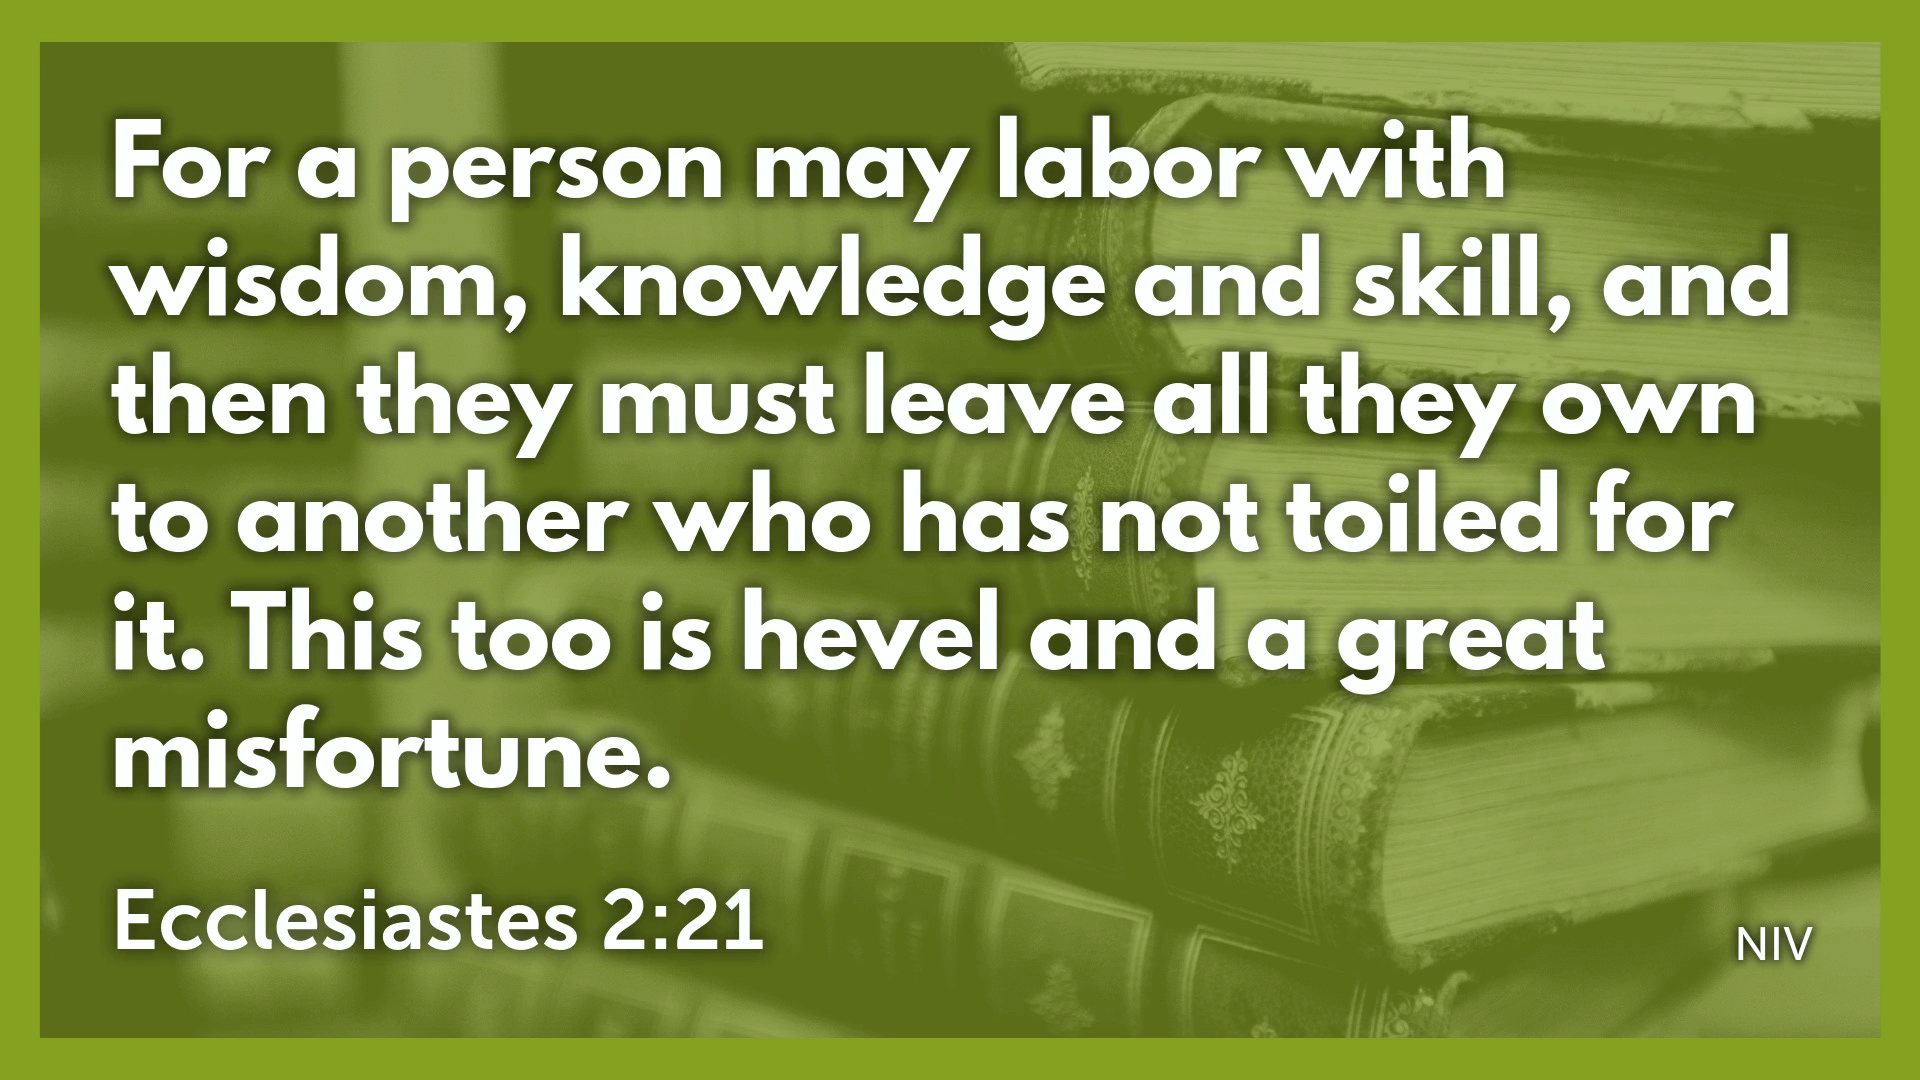 For a person may labor with
wisdom, knowledge and skill, and
then they must leave all they own
to another who has not toiled for
it. This too is hevel and a great
misfortune.
Ecclesiastes 2:21
NIV